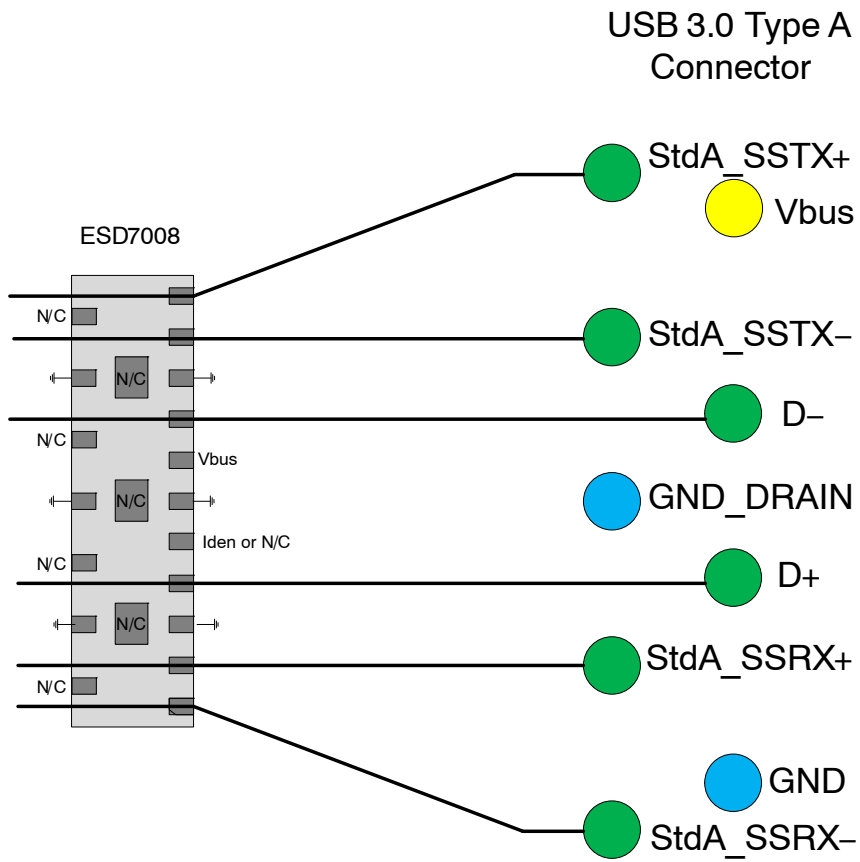 USB 3.0 Type A
Connector
StdA_SSTX+
Vbus
ESD7008
N/C
StdA_SSTX–
N/C
D–
N/C
Vbus
N/C
GND_DRAIN
Iden or N/C
N/C
D+
N/C
StdA_SSRX+
N/C
GND
StdA_SSRX–